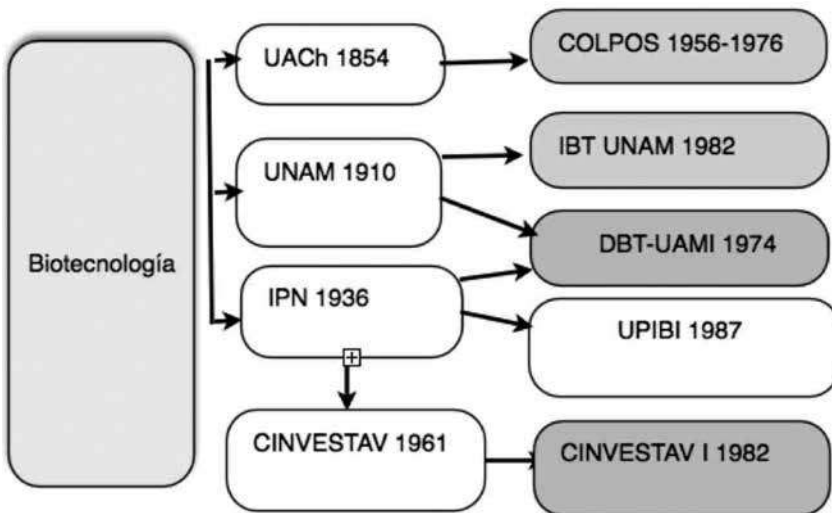 Biotecnología
UACh 1854
COLPOS 1956-1976
UNAM 1910
IBT UNAM 1982
DBT-UAMI 1974
IPN 1936
UPIBI 1987
CINVESTAV 1961
CINVESTAV I 1982